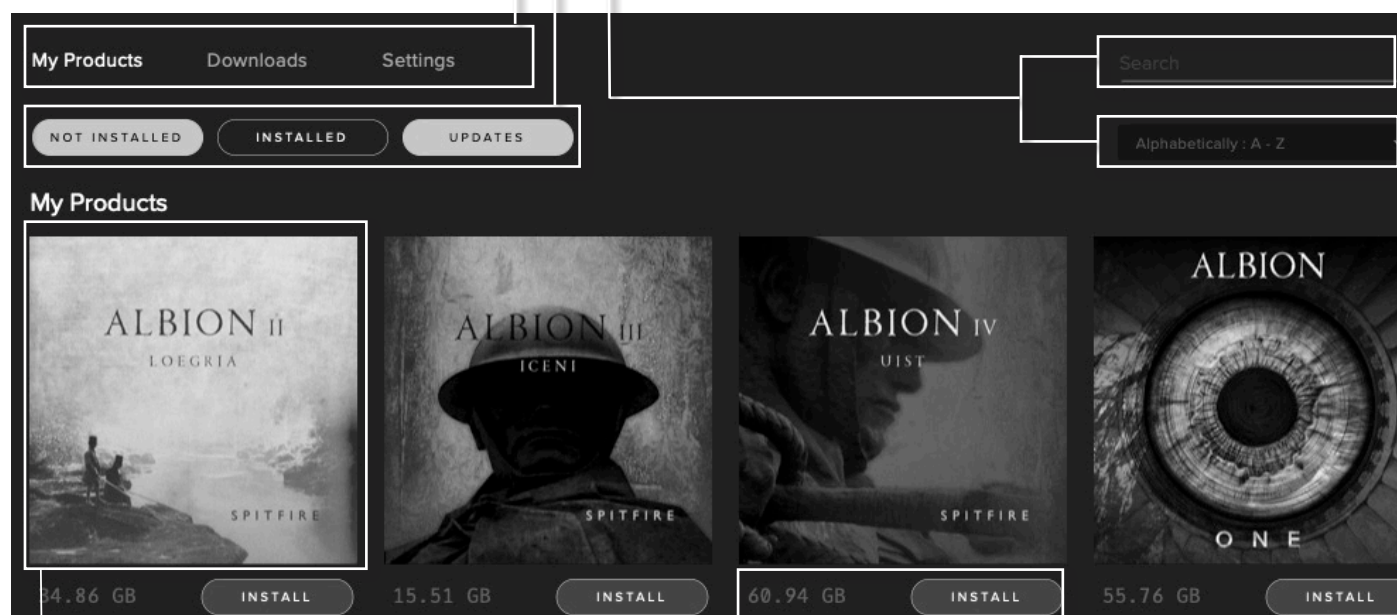 My Products Downloads Settings
Search
NOT INSTALLED INSTALLED UPDATES
Alphabetically : A - Z
My Products
ALBION II
LOEGRIA
SPITFIRE
ALBION III
ICENI
SPITFIRE
ALBION IV
UIST
SPITFIRE
ALBION
ONE
34.86 GB INSTALL
15.51 GB INSTALL
60.94 GB INSTALL
55.76 GB INSTALL